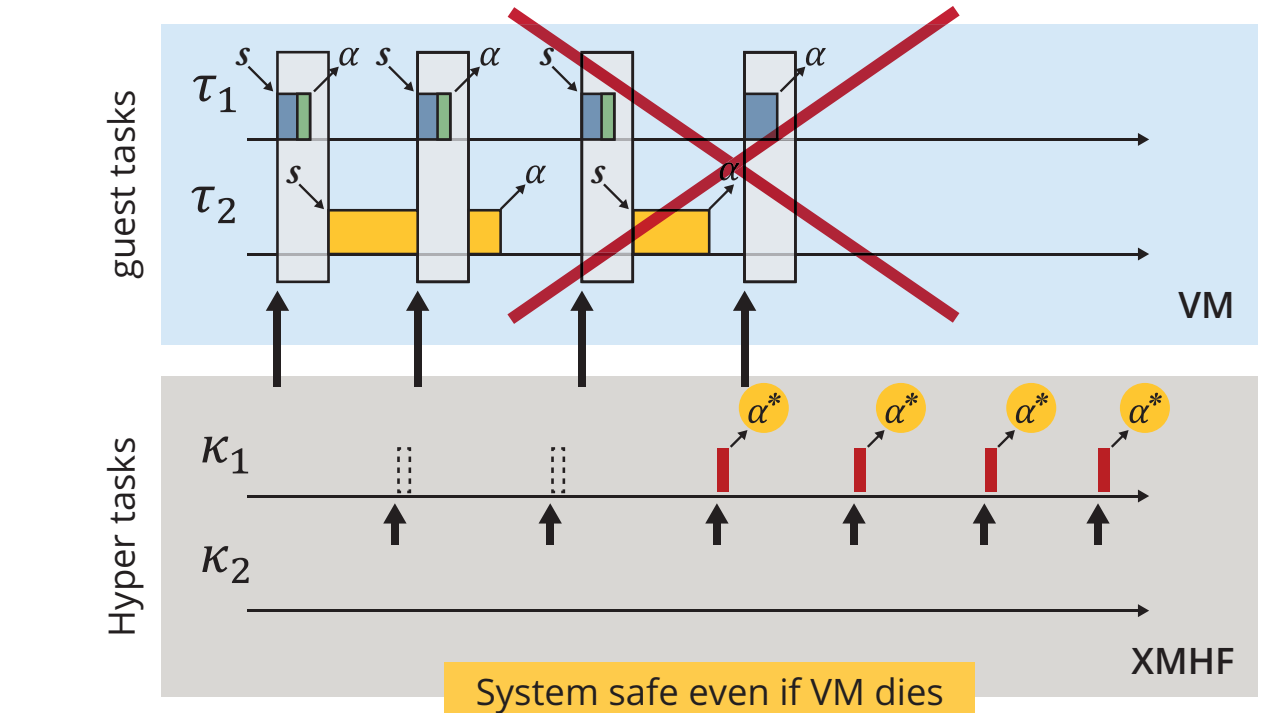 guest tasks
τ1
s α s α s α
τ2
s α s α
VM
Hyper tasks
κ1
α* α* α* α*
κ2
XMHF
System safe even if VM dies